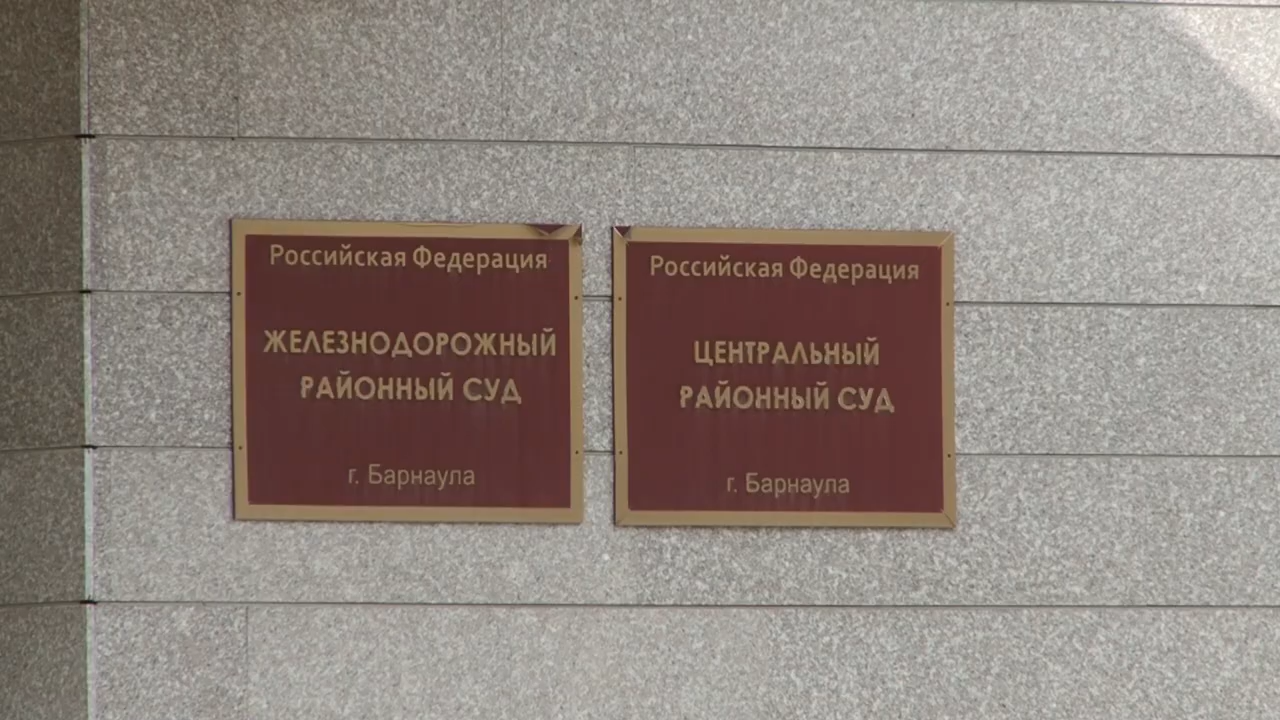 Российская Федерация
ЖЕЛЕЗНОДОРОЖНЫЙ
РАЙОННЫЙ СУД
г. Барнаула
Российская Федерация
ЦЕНТРАЛЬНЫЙ
РАЙОННЫЙ СУД
г. Барнаула